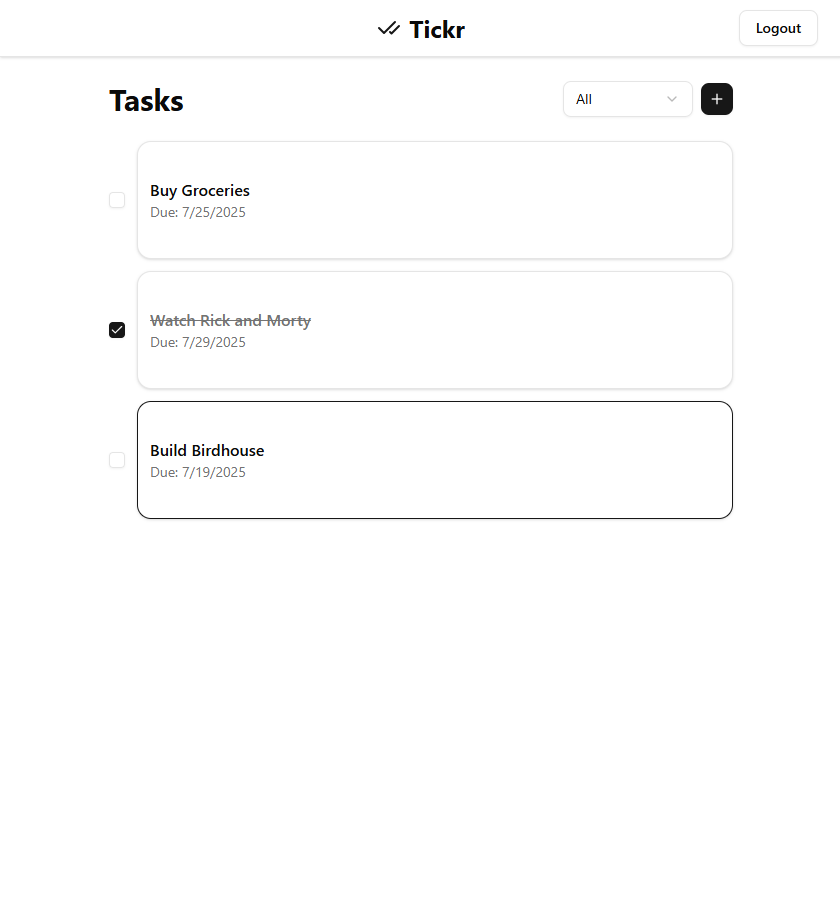 Tickr
Logout
Tasks
All
Buy Groceries
Due: 7/25/2025
Watch Rick and Morty
Due: 7/29/2025
Build Birdhouse
Due: 7/19/2025